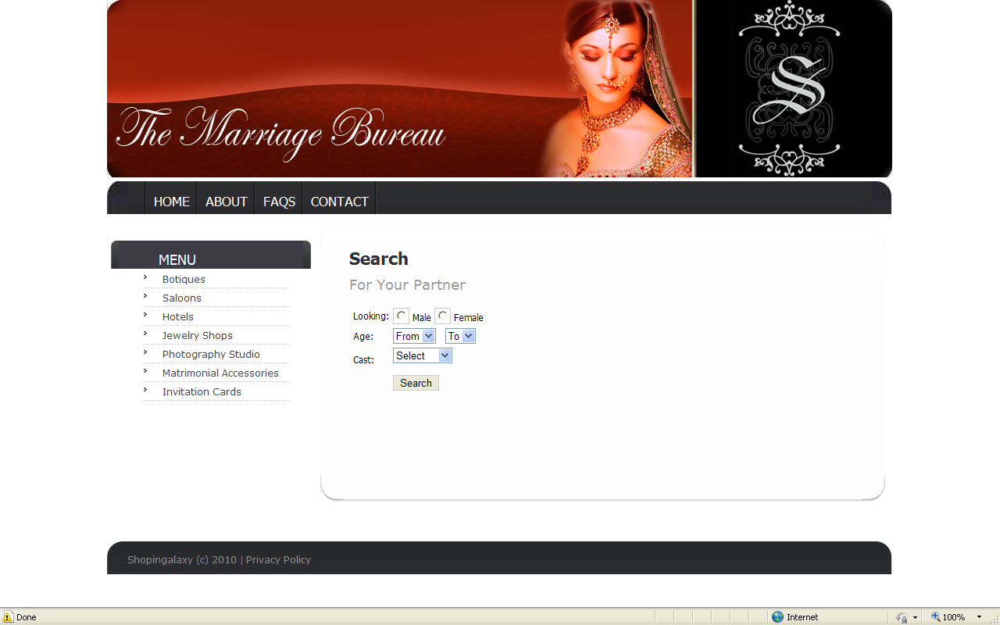 The Marriage Bureau
S
HOME ABOUT FAQS CONTACT
MENU
Botiques
Saloons
Hotels
Jewelry Shops
Photography Studio
Matrimonial Accessories
Invitation Cards
Search
For Your Partner
Looking: Male Female
Age: From To
Cast: Select
Search
Shopingalaxy (c) 2010 | Privacy Policy
Done Internet 100%